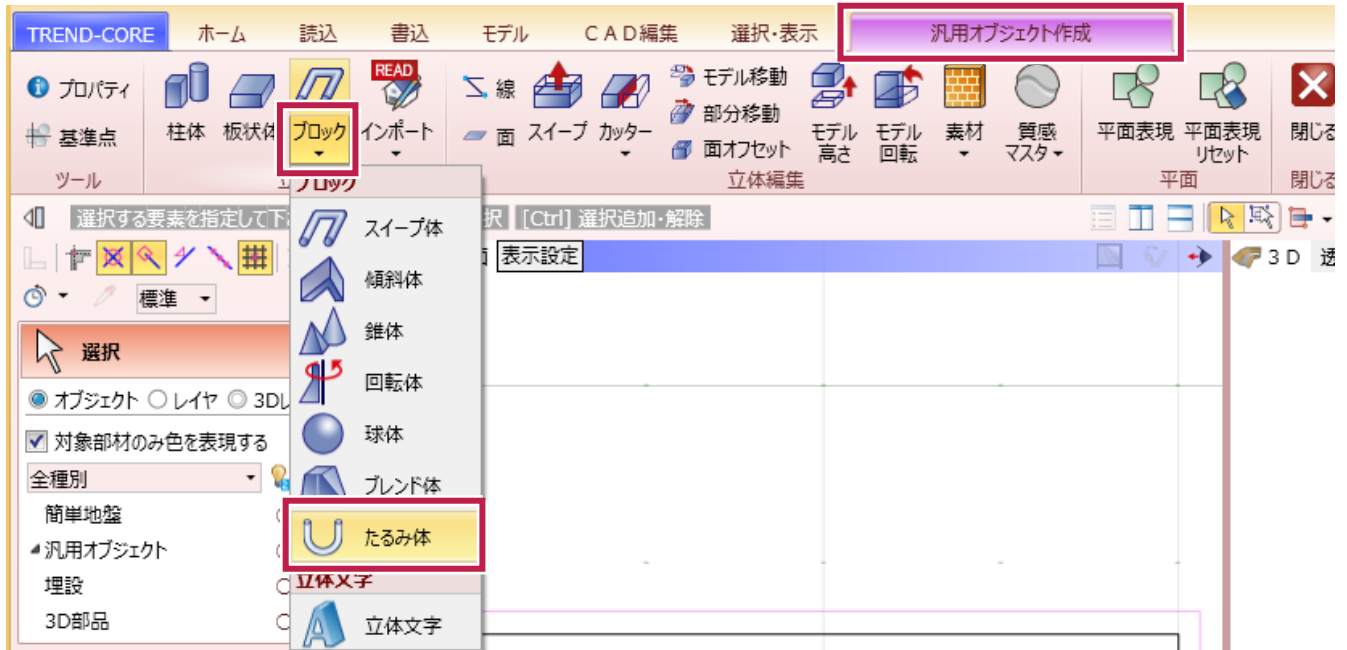 TREND-CORE ホーム 読込 書込 モデル CAD編集 選択・表示 汎用オブジェクト作成
プロパティ
基準点
ツール
柱体 板状体 ブロック
READ
インポート
線
面
スイープ カッター
モデル移動
部分移動
面オフセット
モデル
高さ
モデル
回転
素材
質感
マスタ
立体編集
平面表現
平面表現
リセット
平面
閉じる
閉じる
選択する要素を指定して下
択 [Ctrl] 選択追加・解除
表示設定
3D 透
標準
選択
オブジェクト レイヤ 3Dレ
対象部材のみ色を表現する
全種別
簡単地盤
汎用オブジェクト
埋設
3D部品
ブロック
スイープ体
傾斜体
錐体
回転体
球体
ブレンド体
たるみ体
立体文字
立体文字